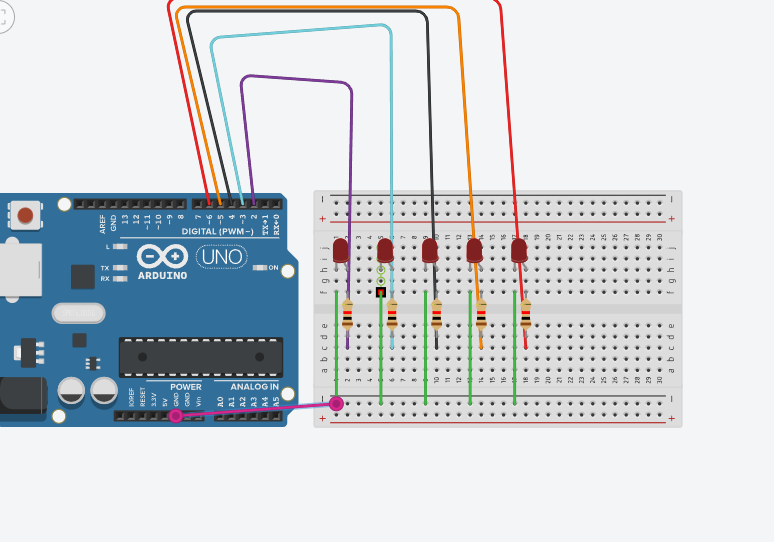 AREF
GND
13
12
~11
~10
~9
8
7
~6
~5
4
~3
2
TX→1
RX←0
DIGITAL (PWM~)
L
TX
RX
UNO
ON
ARDUINO
POWER
ANALOG IN
IOREF
RESET
3.3V
5V
GND
GND
Vin
A0
A1
A2
A3
A4
A5
j
i
h
g
f
e
d
c
b
a